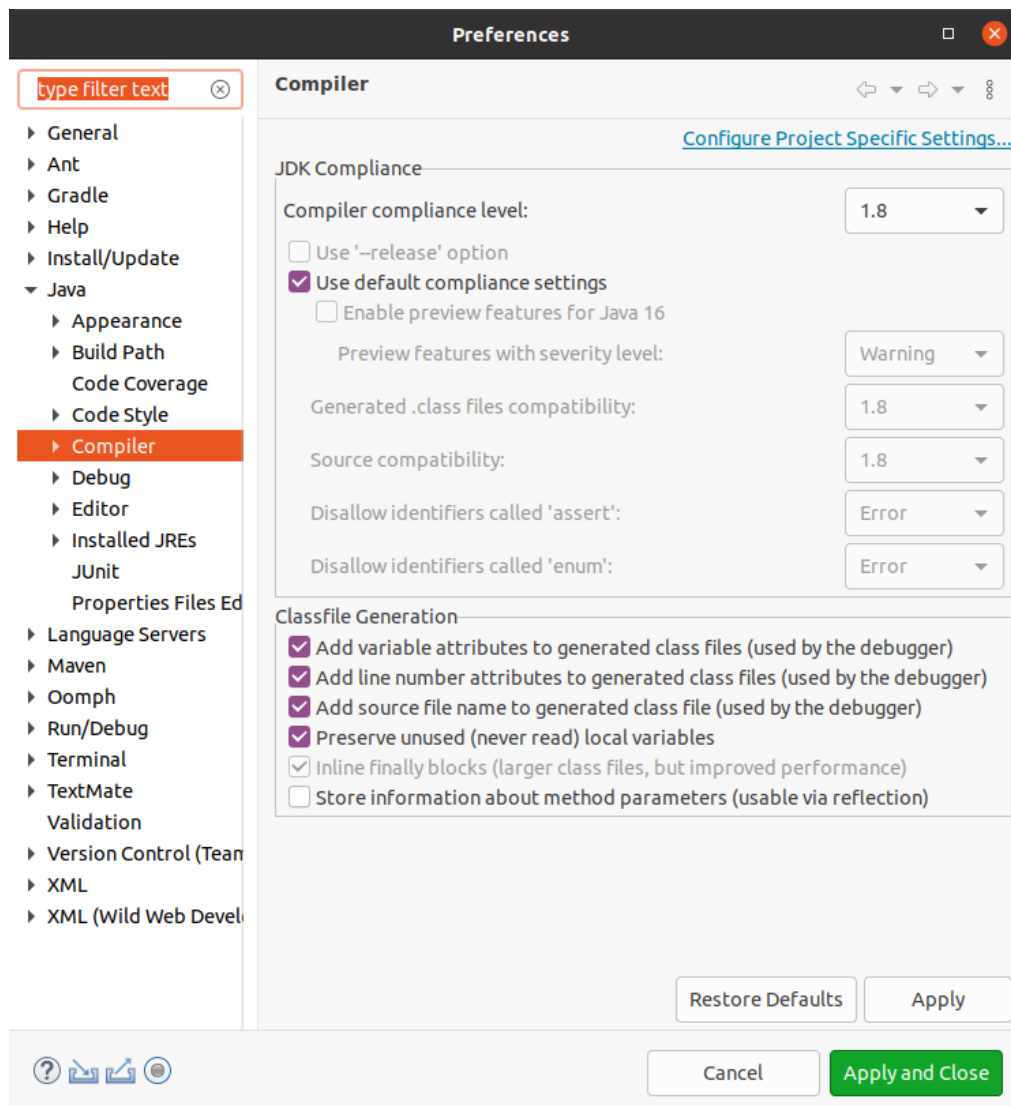 Preferences
type filter text
General
Ant
Gradle
Help
Install/Update
Java
Appearance
Build Path
Code Coverage
Code Style
Compiler
Debug
Editor
Installed JREs
JUnit
Properties Files Ed
Language Servers
Maven
Oomph
Run/Debug
Terminal
TextMate
Validation
Version Control (Team
XML
XML (Wild Web Devel
Compiler
Configure Project Specific Settings...
JDK Compliance
Compiler compliance level: 1.8
Use '--release' option
Use default compliance settings
Enable preview features for Java 16
Preview features with severity level: Warning
Generated .class files compatibility: 1.8
Source compatibility: 1.8
Disallow identifiers called 'assert': Error
Disallow identifiers called 'enum': Error
Classfile Generation
Add variable attributes to generated class files (used by the debugger)
Add line number attributes to generated class files (used by the debugger)
Add source file name to generated class file (used by the debugger)
Preserve unused (never read) local variables
Inline finally blocks (larger class files, but improved performance)
Store information about method parameters (usable via reflection)
Restore Defaults Apply
Cancel Apply and Close